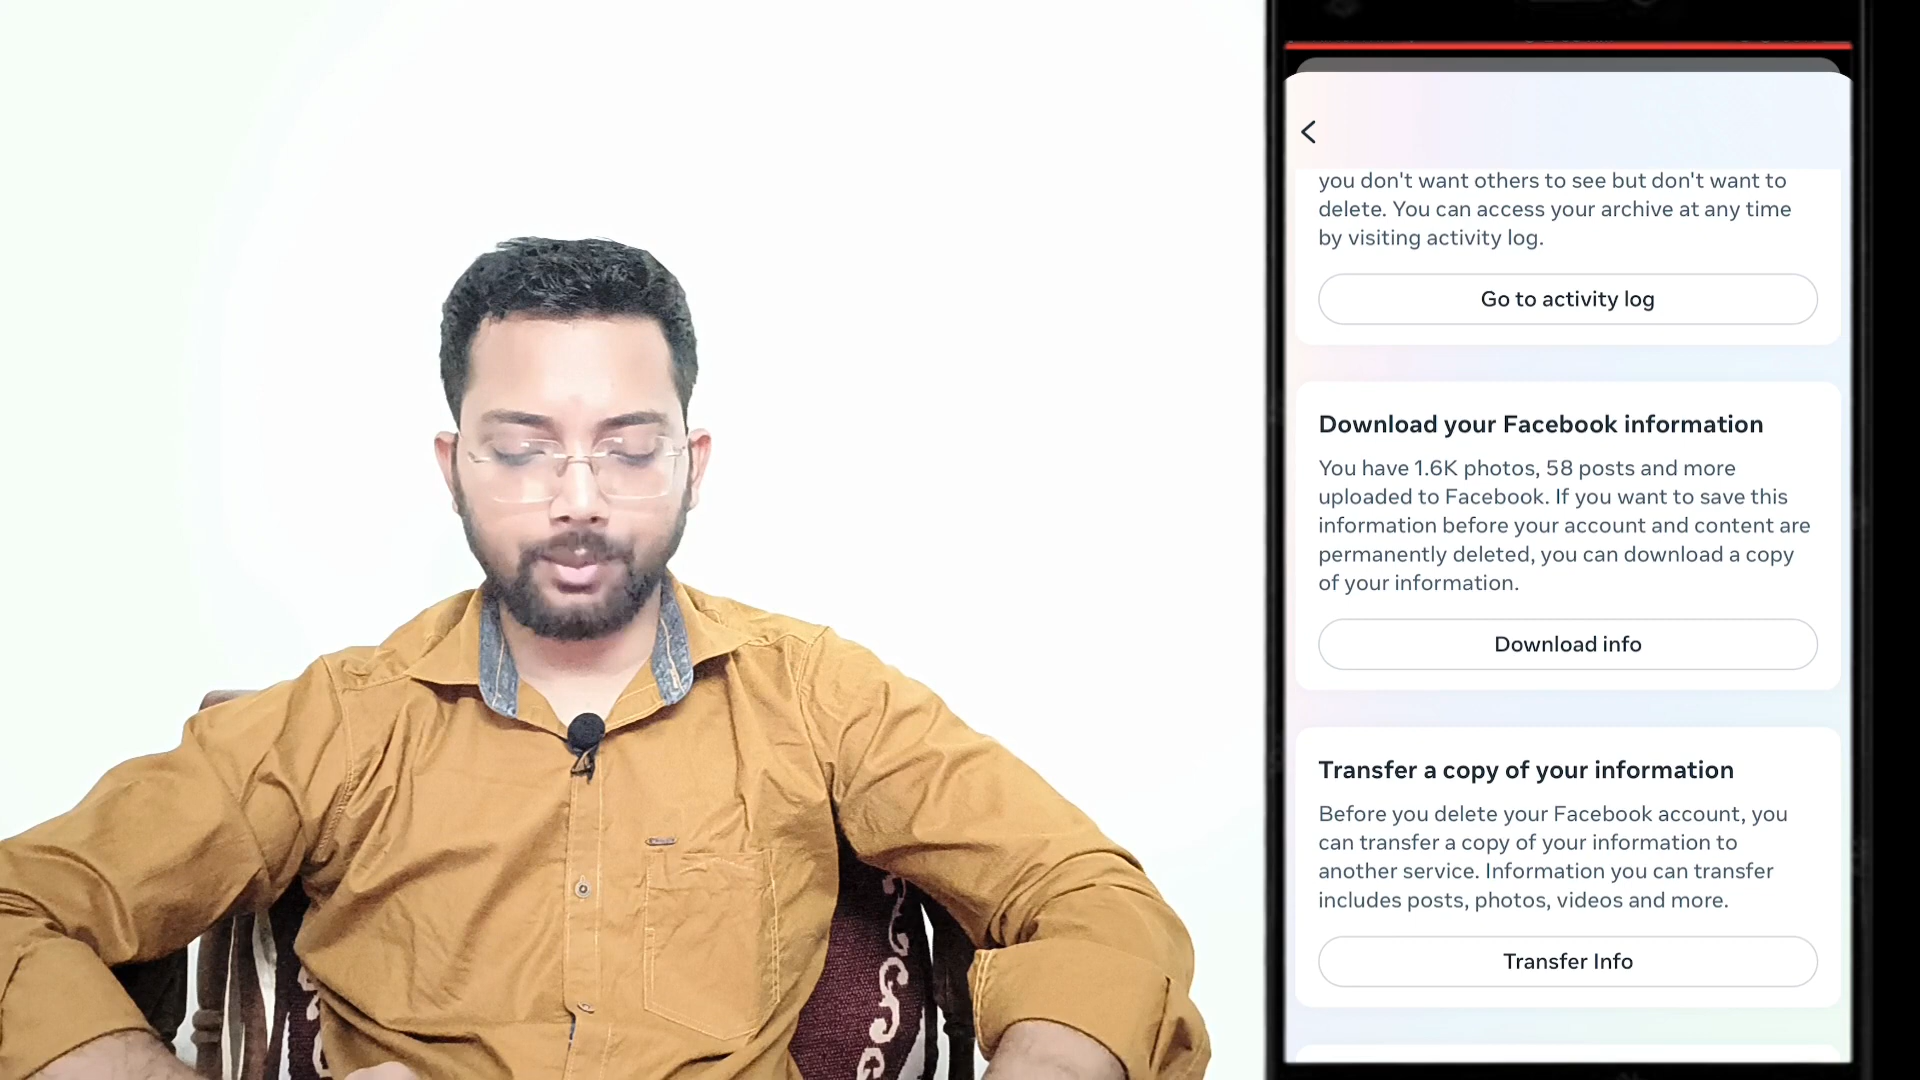 you don't want others to see but don't want to
delete. You can access your archive at any time
by visiting activity log.
Go to activity log
Download your Facebook information
You have 1.6K photos, 58 posts and more
uploaded to Facebook. If you want to save this
information before your account and content are
permanently deleted, you can download a copy
of your information.
Download info
Transfer a copy of your information
Before you delete your Facebook account, you
can transfer a copy of your information to
another service. Information you can transfer
includes posts, photos, videos and more.
Transfer Info